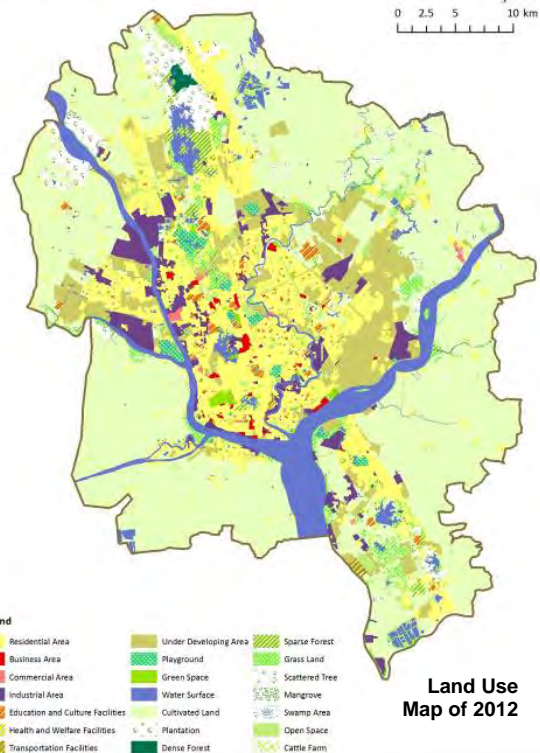 0 2.5 5 10 km
nd
Residential Area
Business Area
Commercial Area
Industrial Area
Education and Culture Facilities
Health and Welfare Facilities
Transportation Facilities
Under Developing Area
Playground
Green Space
Water Surface
Cultivated Land
Plantation
Dense Forest
Sparse Forest
Grass Land
Scattered Tree
Mangrove
Swamp Area
Open Space
Cattle Farm
Land Use
Map of 2012